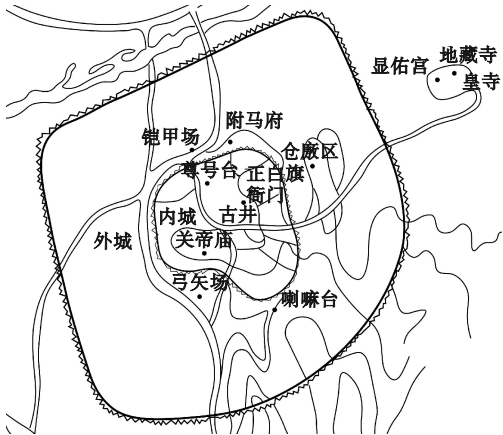 地藏寺
显佑宫
皇寺
附马府
铠甲场
仓廒区
尊号台
正白旗
衙门
内城
古井
外城
关帝庙
弓矢场
喇嘛台